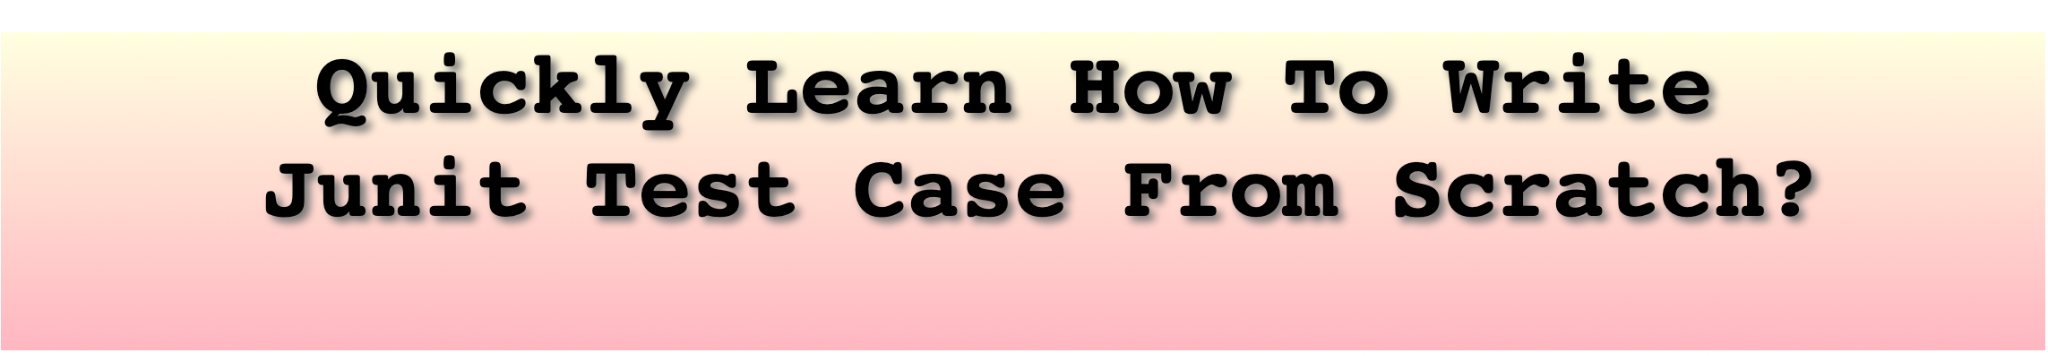 Quickly Learn How To Write
Junit Test Case From Scratch?